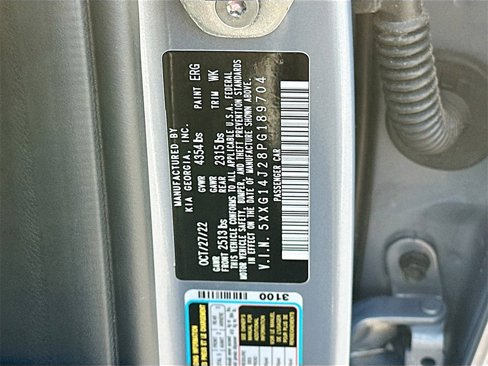 MANUFACTURED BY
KIA GEORGIA, INC.
PAINT ERG
OCT/27/22 GVWR 4354 lbs
TRIM WK
GAWR FRONT 2513 lbs GAWR REAR 2315 lbs
THIS VEHICLE CONFORMS TO ALL APPLICABLE U.S.A. FEDERAL
MOTOR VEHICLE SAFETY, BUMPER, AND THEFT PREVENTION STANDARDS
IN EFFECT ON THE DATE OF MANUFACTURE SHOWN ABOVE.
V.I.N. 5XXG14J28PG189704
PASSENGER CAR
3100